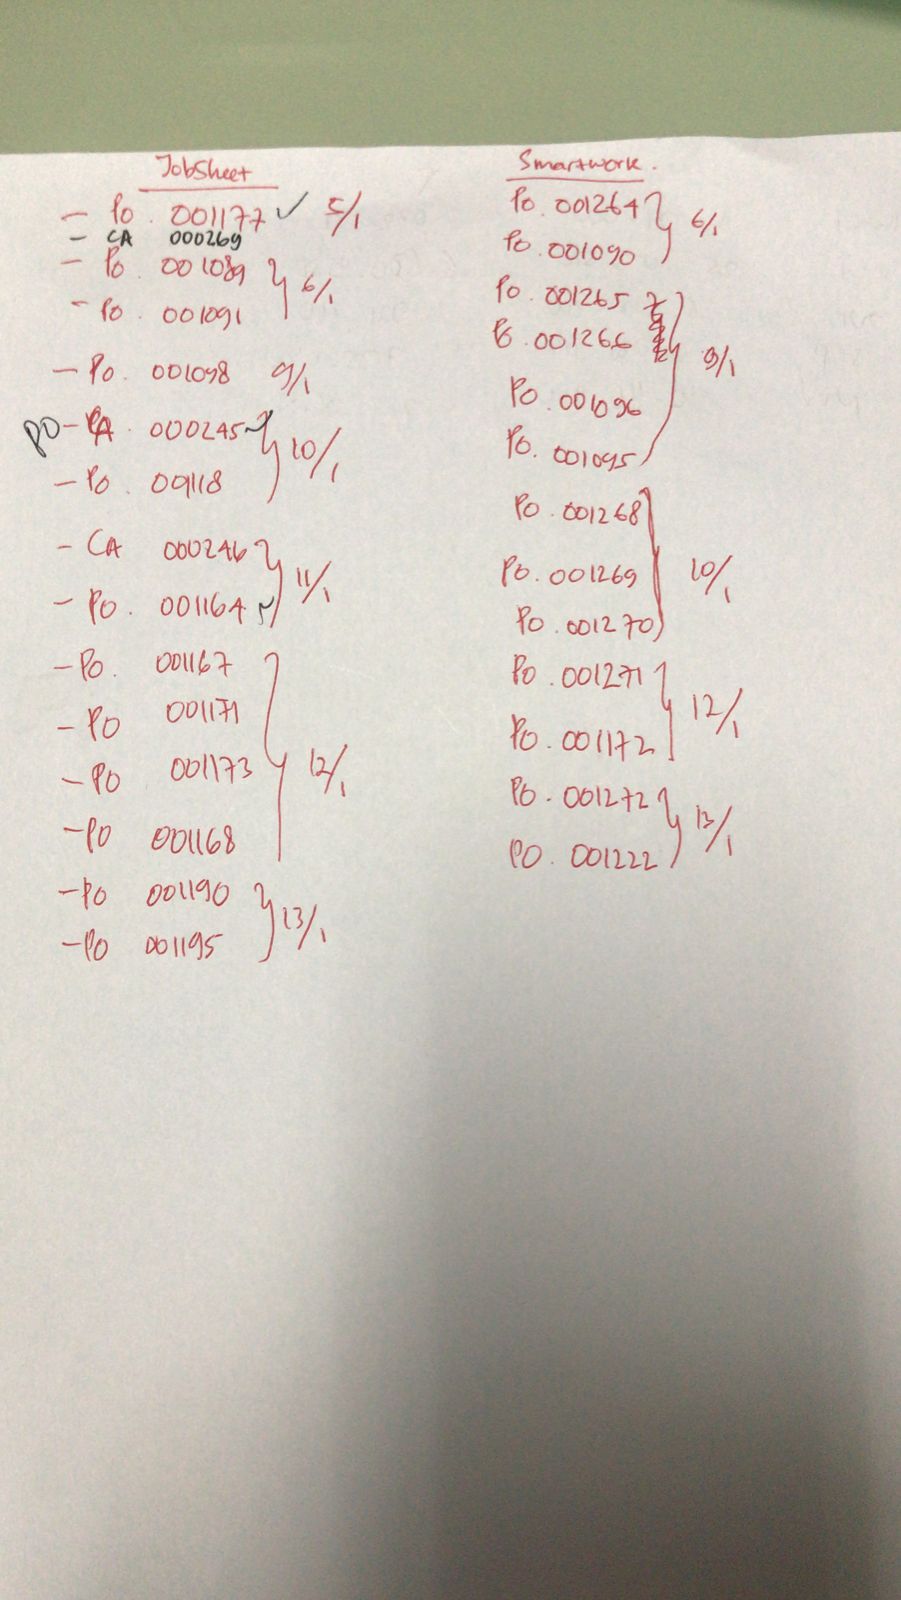 JobSheet
- PO. 001177 ✓ 5/1
- CA 000269
- PO. 001089
- PO. 001091
6/1
- PO. 001098 9/1
PO - 000245 ✓
- PO. 001118
10/1
- CA 000246
- PO. 001164 ✓
11/1
- PO. 001167
- PO 001171
- PO 001173
- PO 001168
12/1
- PO 001190
- PO 001195
13/1
Smartwork.
PO. 001264
PO. 001090
6/1
PO. 001265
PO. 001266
PO. 001096
PO. 001095
9/1
PO. 001268
PO. 001269
PO. 001270
10/1
PO. 001271
PO. 001172
12/1
PO. 001272
PO. 001222
13/1